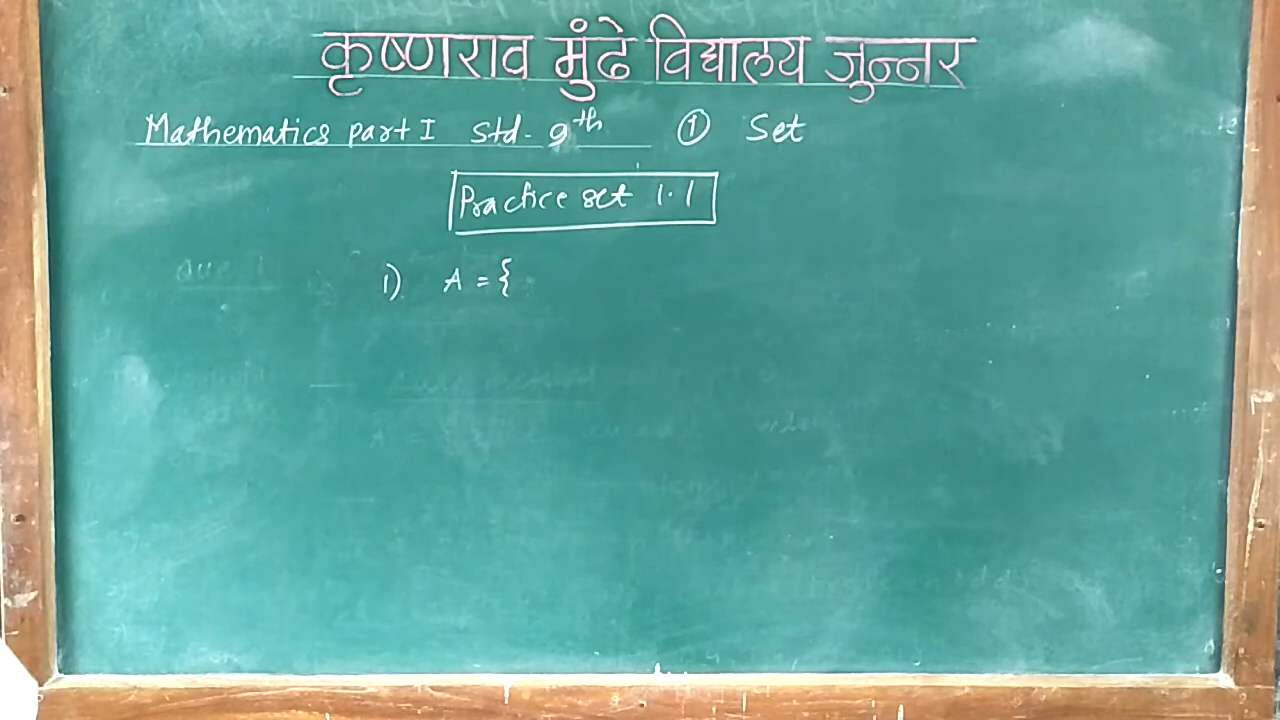 कृष्णराव मुंढे विद्यालय जुन्नर
Mathematics part I Std- 9th ① Set
Practice set 1.1
1) A = {